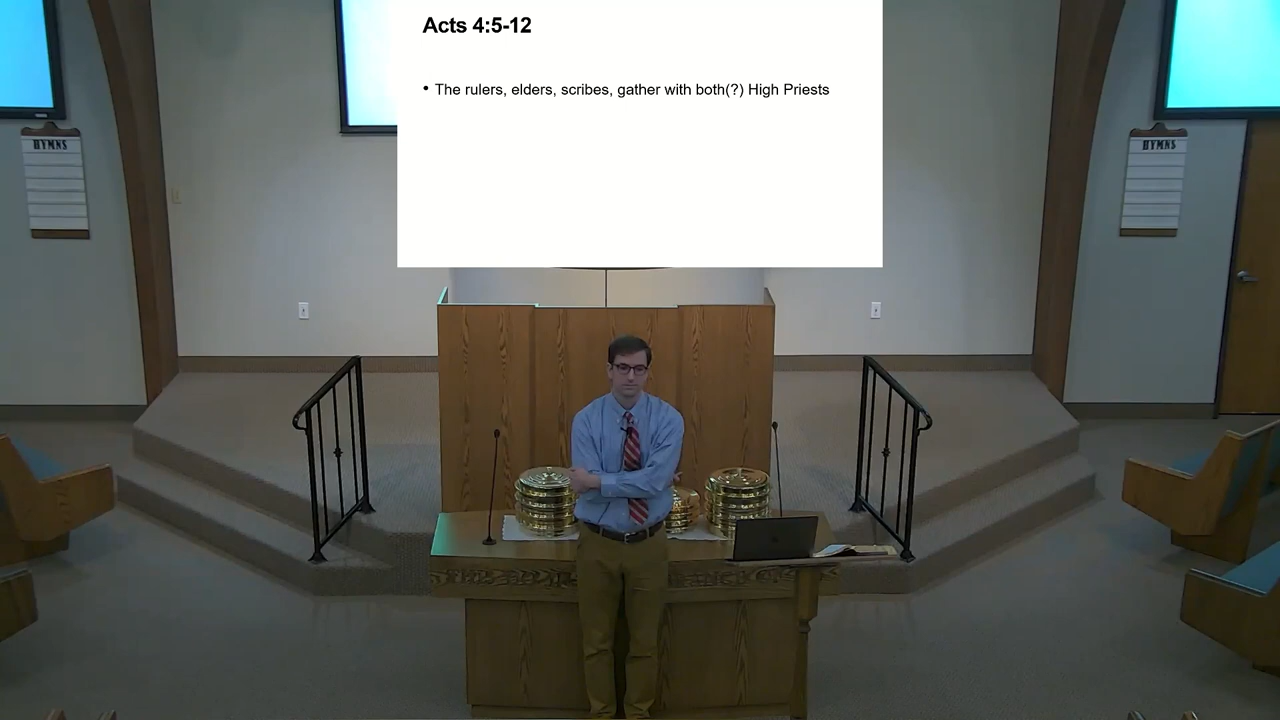 Acts 4:5-12
• The rulers, elders, scribes, gather with both(?) High Priests
HYMNS
HYMNS